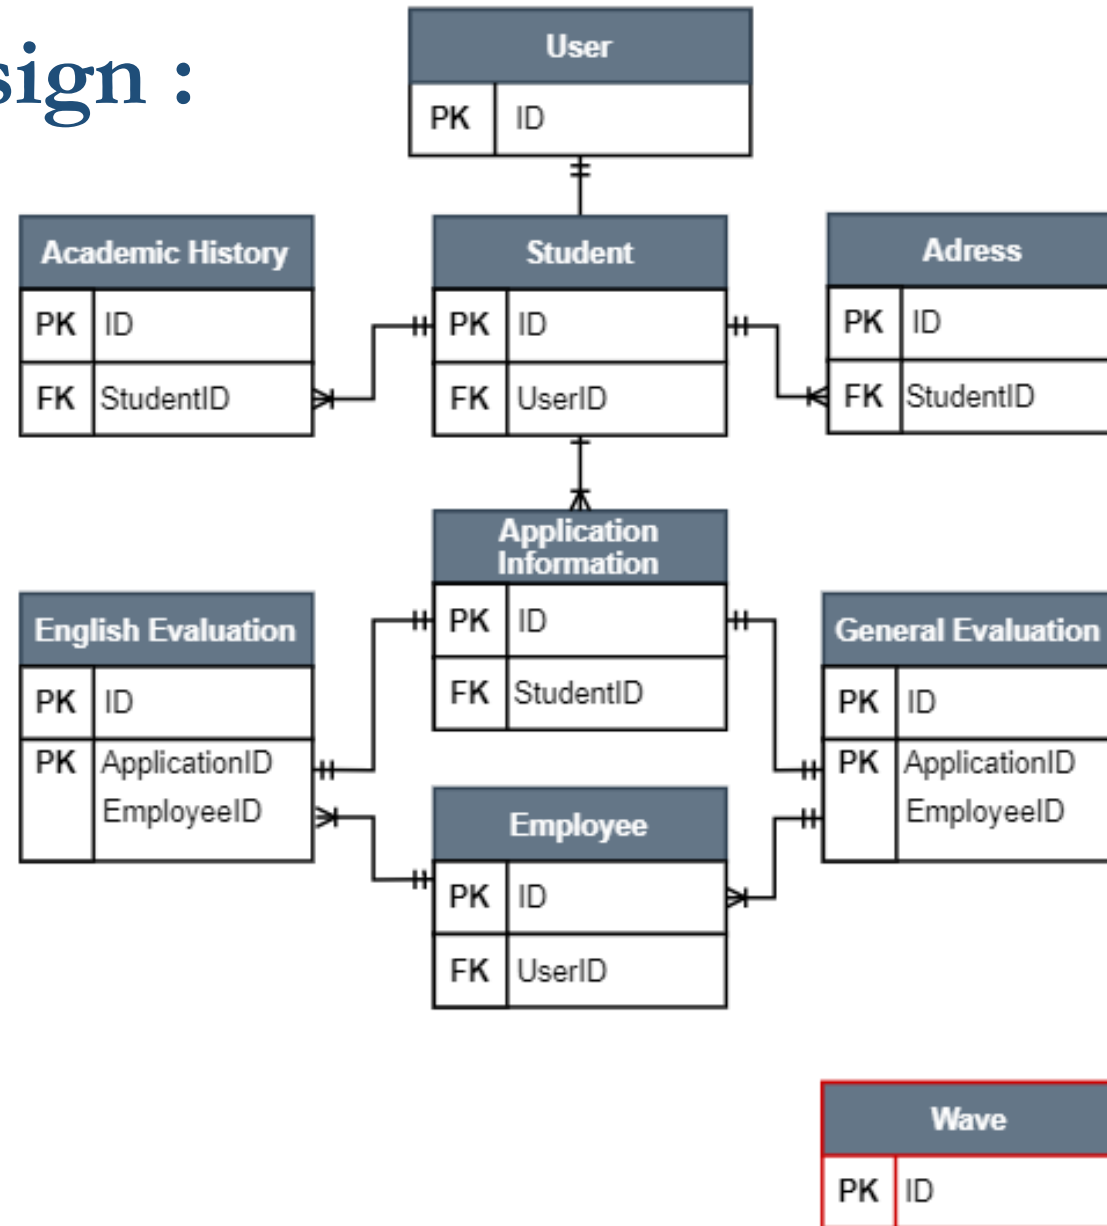 sign :
User
PK ID
Academic History
PK ID
FK StudentID
Student
PK ID
FK UserID
Adress
PK ID
FK StudentID
Application
Information
PK ID
FK StudentID
English Evaluation
PK ID
PK ApplicationID
EmployeeID
General Evaluation
PK ID
PK ApplicationID
EmployeeID
Employee
PK ID
FK UserID
Wave
PK ID